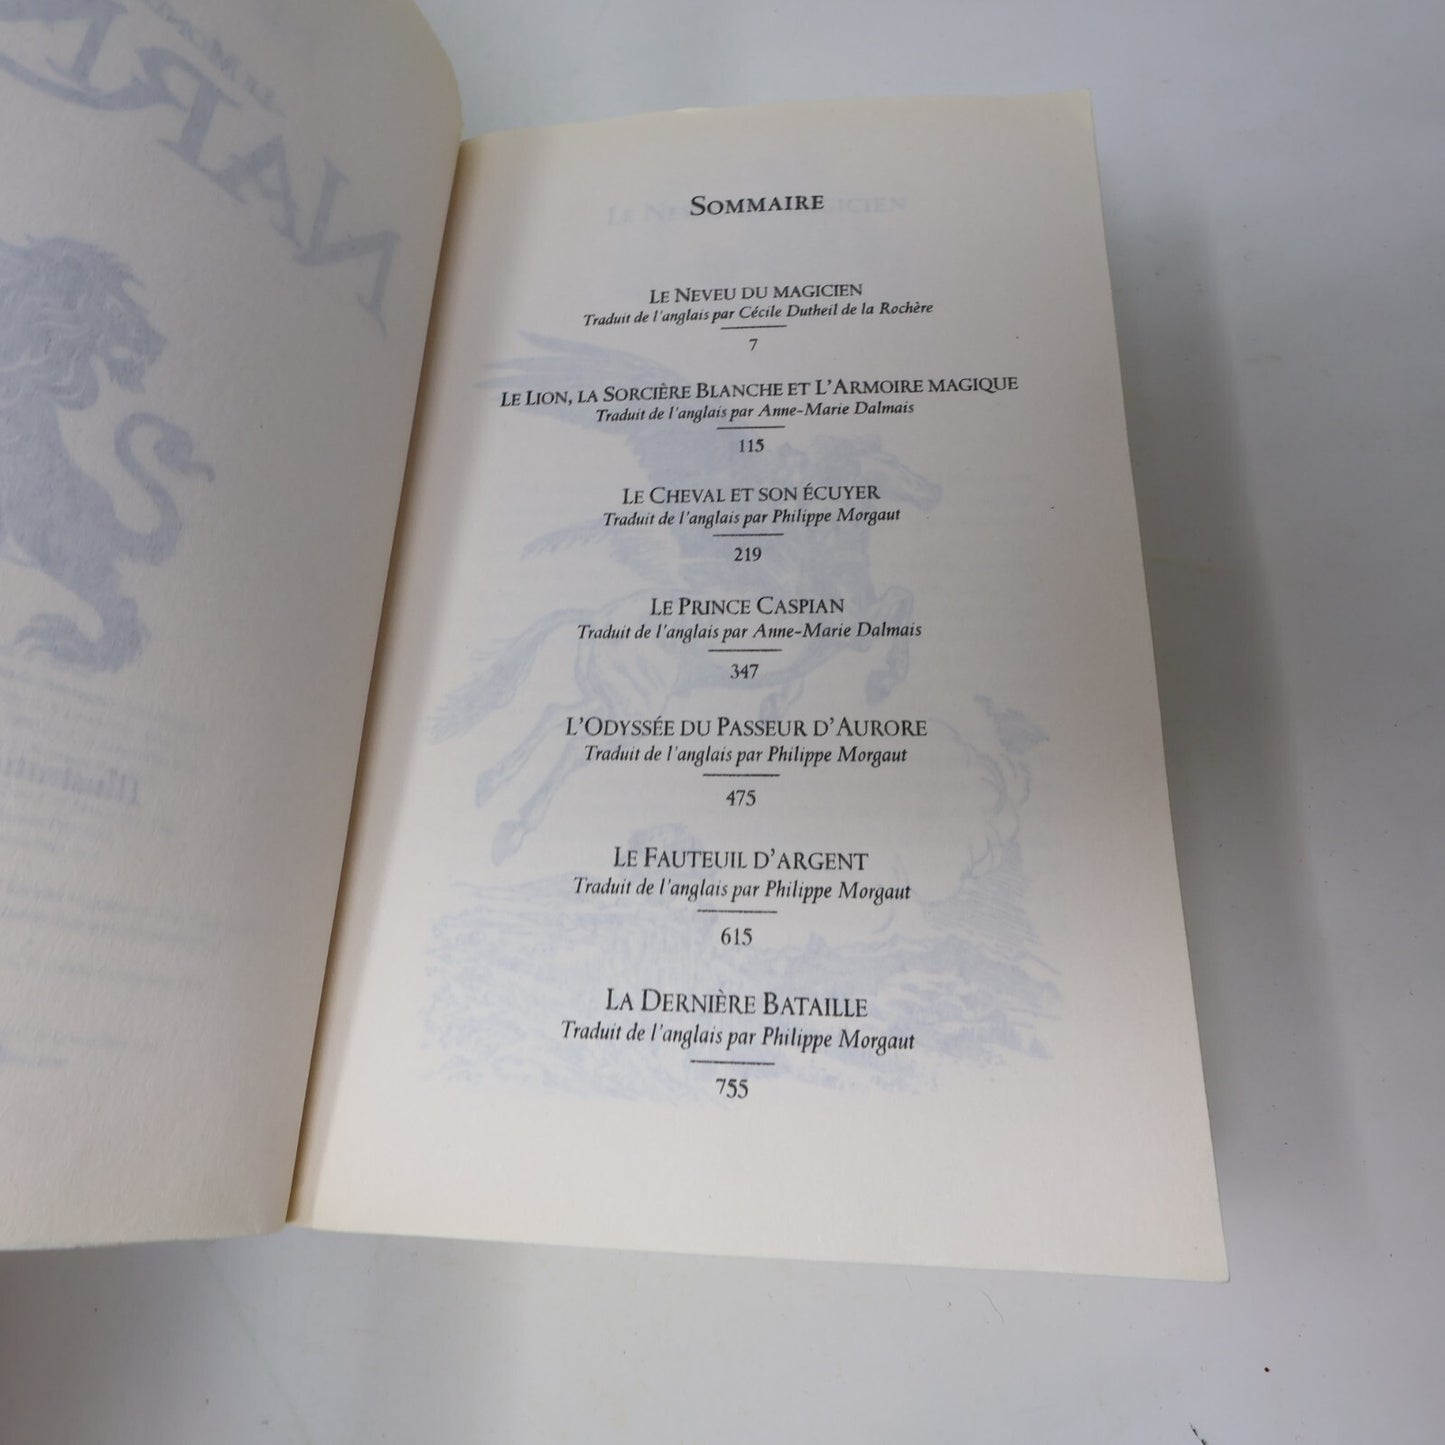 SOMMAIRE
LE NEVEU DU MAGICIEN
Traduit de l'anglais par Cécile Dutheil de la Rochère
7
LE LION, LA SORCIÈRE BLANCHE ET L'ARMOIRE MAGIQUE
Traduit de l'anglais par Anne-Marie Dalmais
115
LE CHEVAL ET SON ÉCUYER
Traduit de l'anglais par Philippe Morgaut
219
LE PRINCE CASPIAN
Traduit de l'anglais par Anne-Marie Dalmais
347
L'ODYSSÉE DU PASSEUR D'AURORE
Traduit de l'anglais par Philippe Morgaut
475
LE FAUTEUIL D'ARGENT
Traduit de l'anglais par Philippe Morgaut
615
LA DERNIÈRE BATAILLE
Traduit de l'anglais par Philippe Morgaut
755